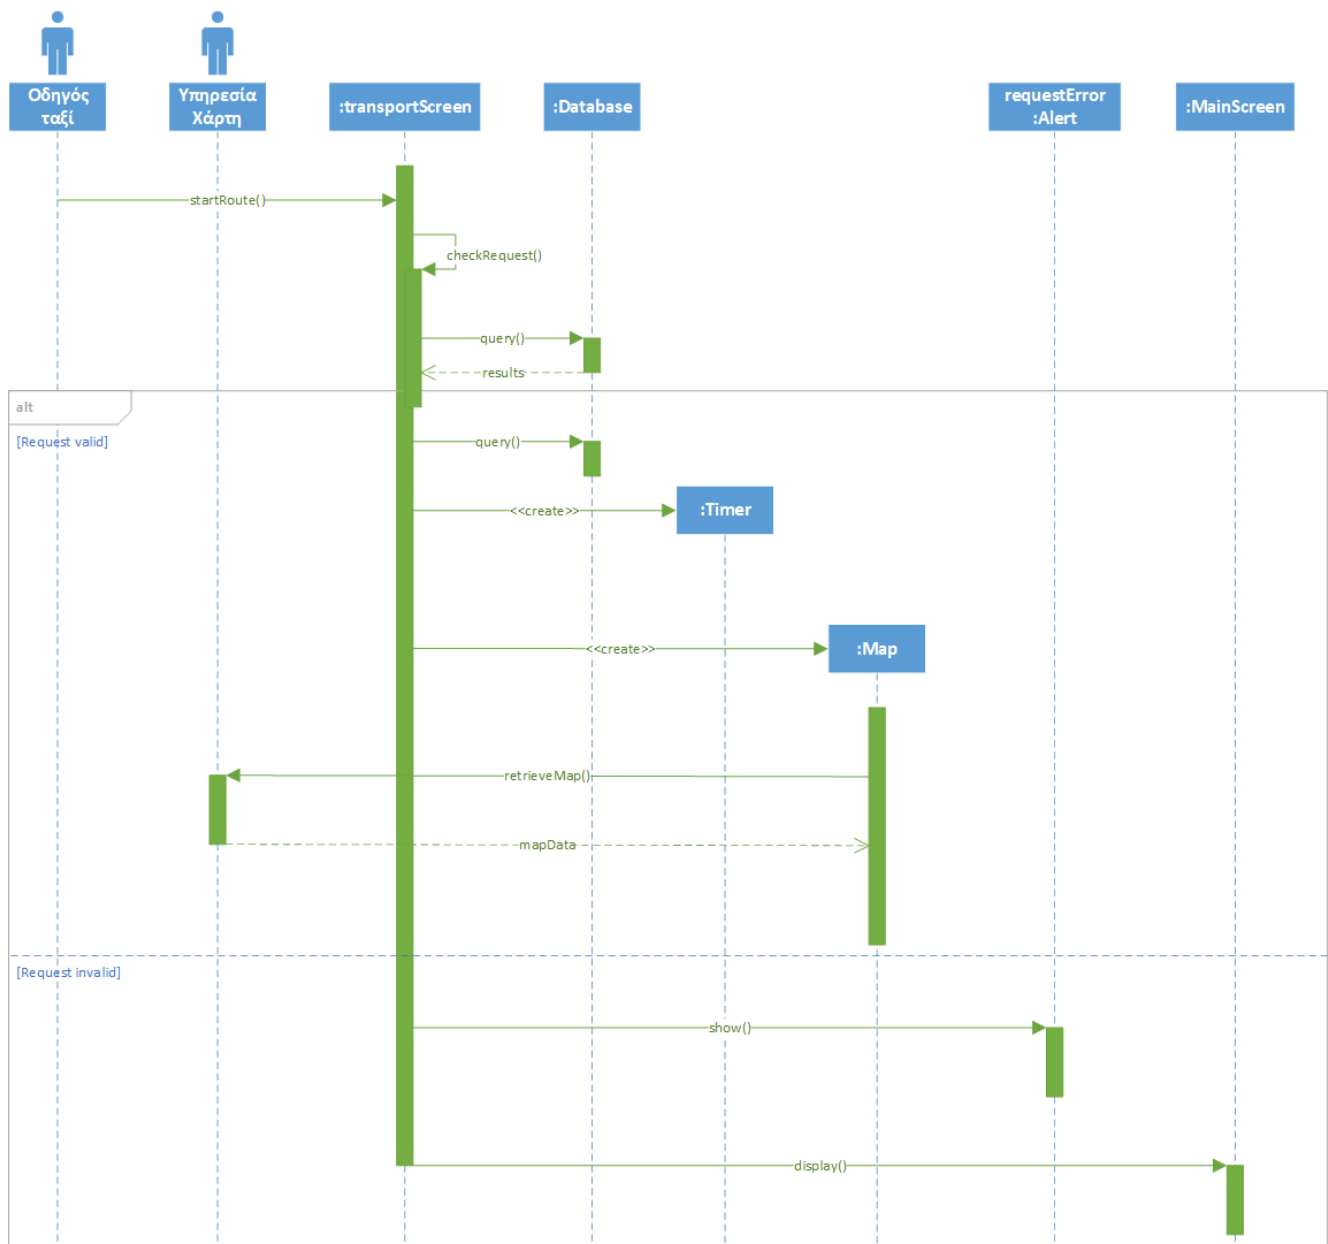 Οδηγός
ταξί
Υπηρεσία
Χάρτη
:transportScreen
:Database
requestError
:Alert
:MainScreen
startRoute()
checkRequest()
query()
results
alt
[Request valid]
query()
<<create>>
:Timer
<<create>>
:Map
retrieveMap()
mapData
[Request invalid]
show()
display()